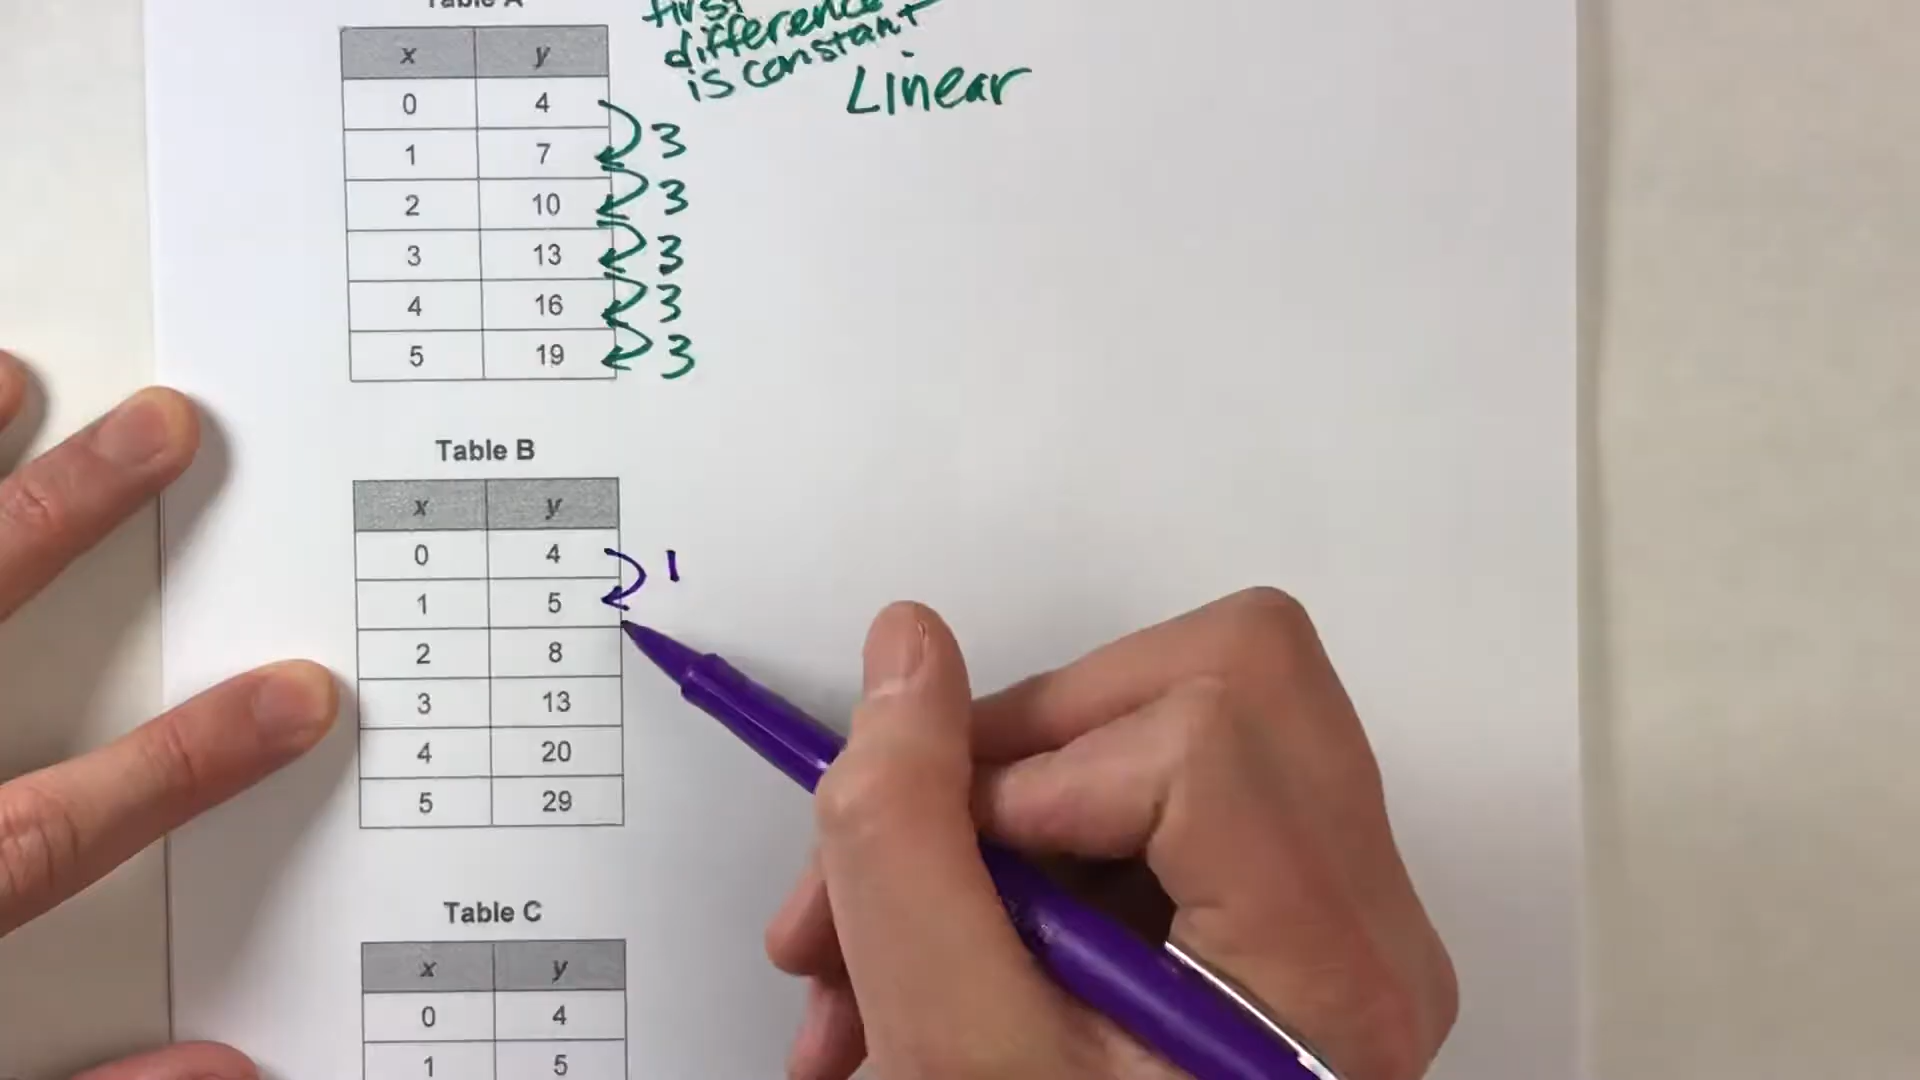 Table A
first
difference
is constant
Linear
x y
0 4
3
1 7
3
2 10
3
3 13
3
4 16
3
5 19
Table B
x y
0 4
1
1 5
2 8
3 13
4 20
5 29
Table C
x y
0 4
1 5